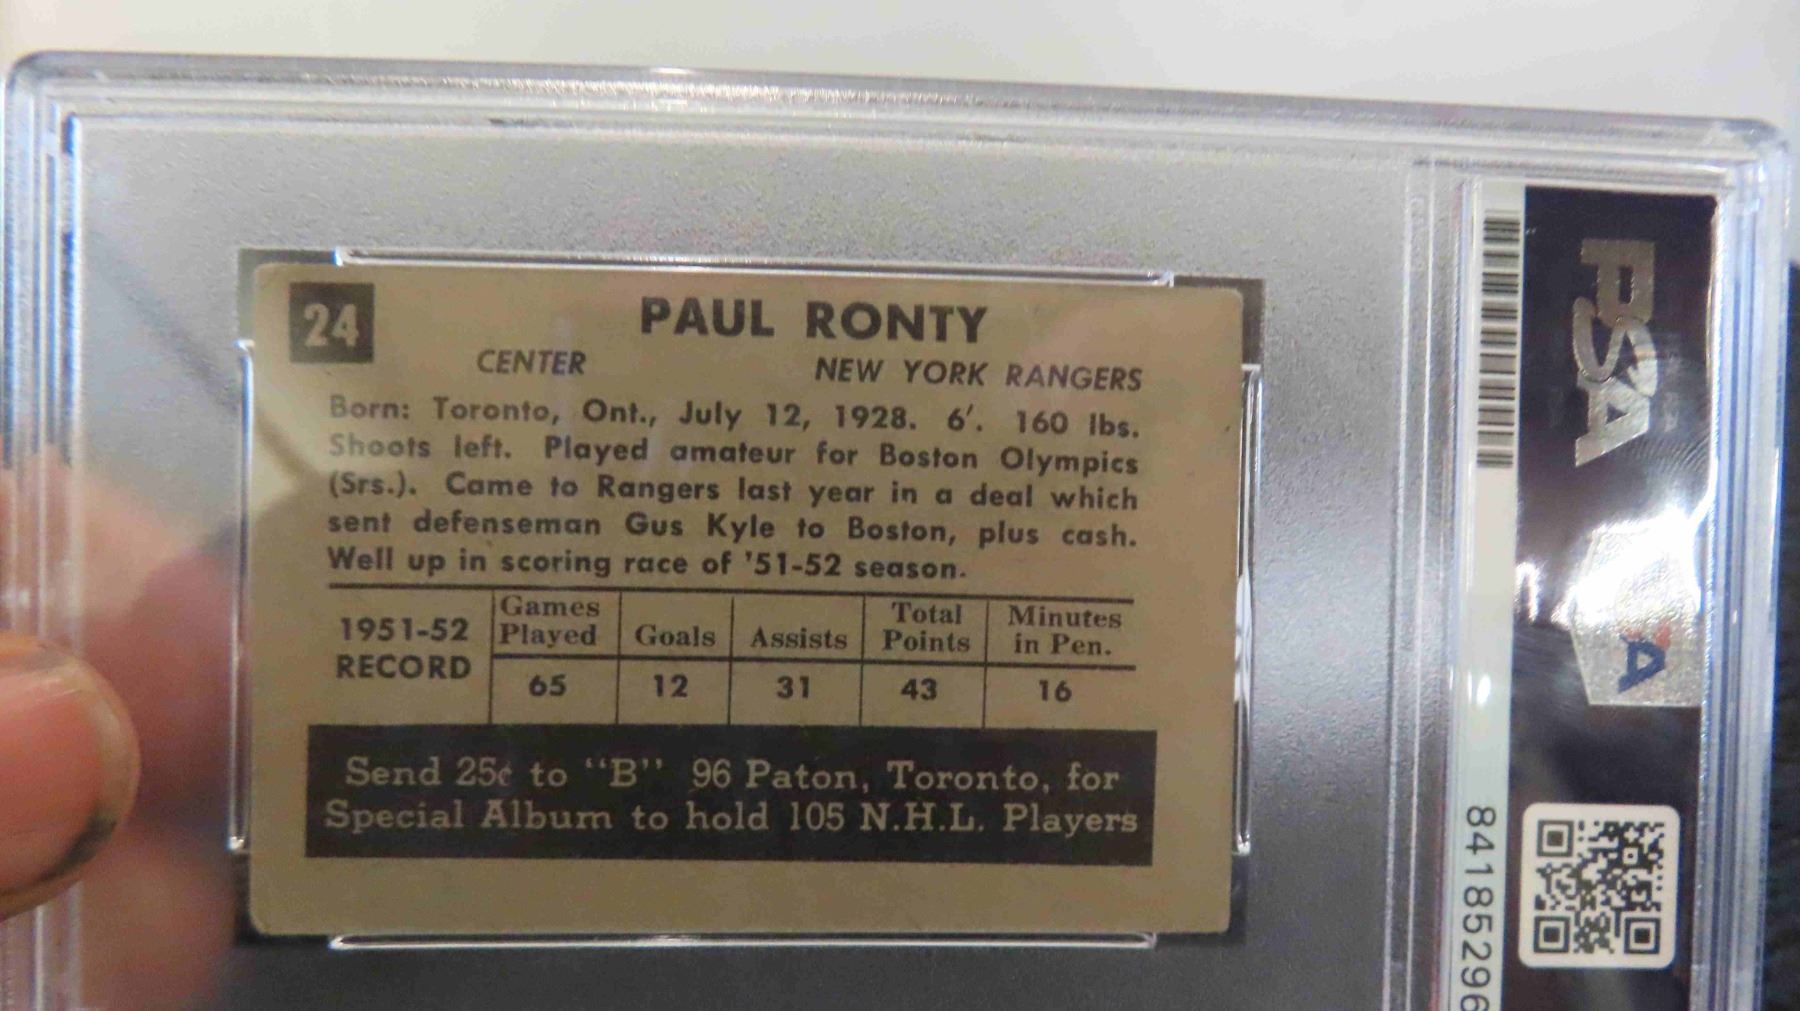 24
PAUL RONTY
CENTER NEW YORK RANGERS
Born: Toronto, Ont., July 12, 1928. 6'. 160 lbs.
Shoots left. Played amateur for Boston Olympics
(Srs.). Came to Rangers last year in a deal which
sent defenseman Gus Kyle to Boston, plus cash.
Well up in scoring race of '51-52 season.
1951-52 RECORD
Games Played Goals Assists Total Points Minutes in Pen.
65 12 31 43 16
Send 25¢ to "B" 96 Paton, Toronto, for
Special Album to hold 105 N.H.L. Players
PSA
A
84185296